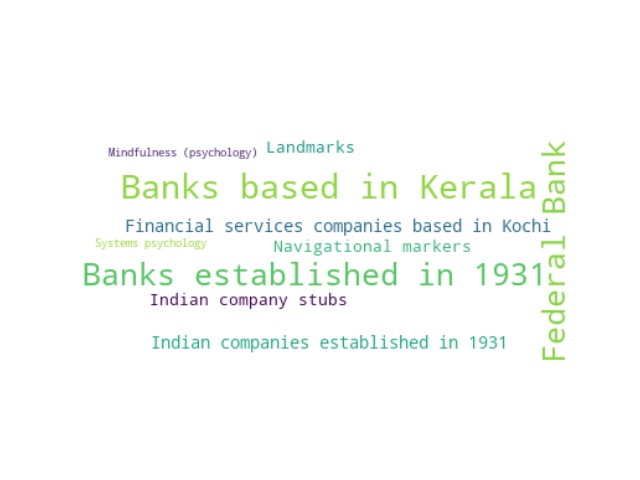 Mindfulness (psychology)
Landmarks
Banks based in Kerala
Financial services companies based in Kochi
Systems psychology
Navigational markers
Banks established in 1931
Indian company stubs
Indian companies established in 1931
Federal Bank